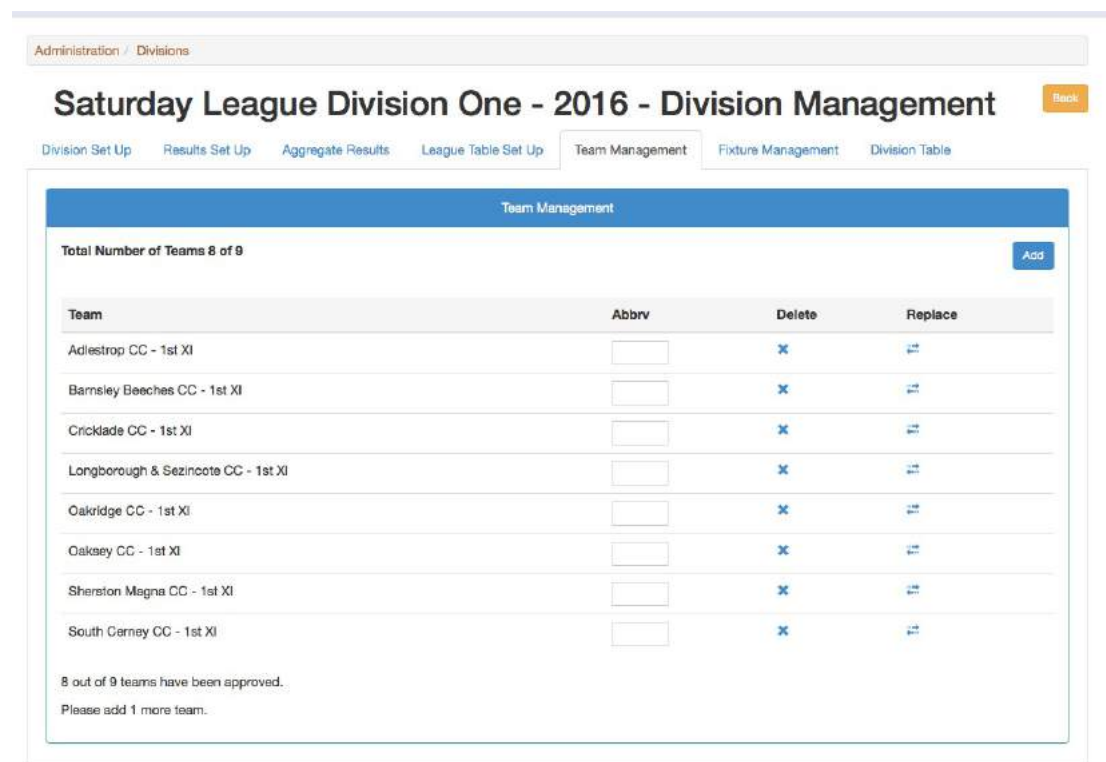 Administration / Divisions
Saturday League Division One - 2016 - Division Management
Back
Division Set Up Results Set Up Aggregate Results League Table Set Up Team Management Fixture Management Division Table
Team Management
Total Number of Teams 8 of 9
Add
Team Abbrv Delete Replace
Adlestrop CC - 1st XI
Barnsley Beeches CC - 1st XI
Cricklade CC - 1st XI
Longborough & Sezincote CC - 1st XI
Oakridge CC - 1st XI
Oaksey CC - 1st XI
Sherston Magna CC - 1st XI
South Cerney CC - 1st XI
8 out of 9 teams have been approved.
Please add 1 more team.